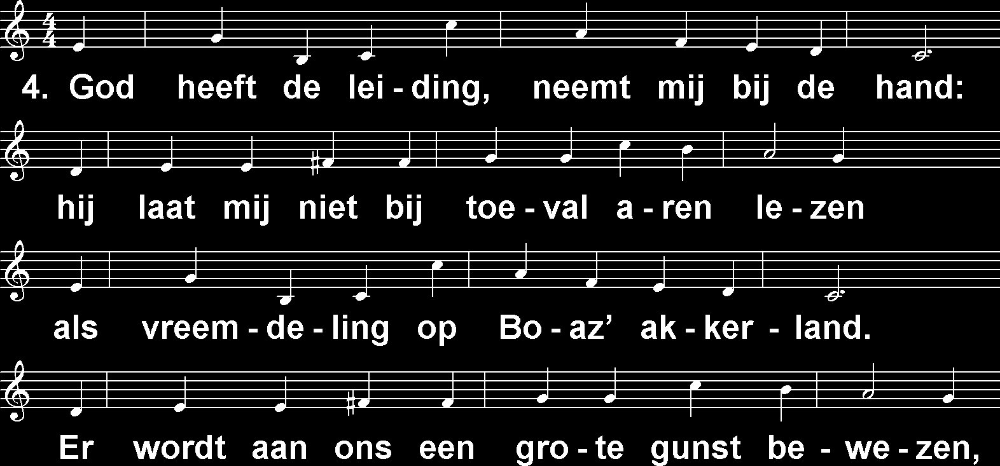 4. God heeft de lei - ding, neemt mij bij de hand:
hij laat mij niet bij toe - val a - ren le - zen
als vreem - de - ling op Bo - az’ ak - ker - land.
Er wordt aan ons een gro - te gunst be - we - zen,